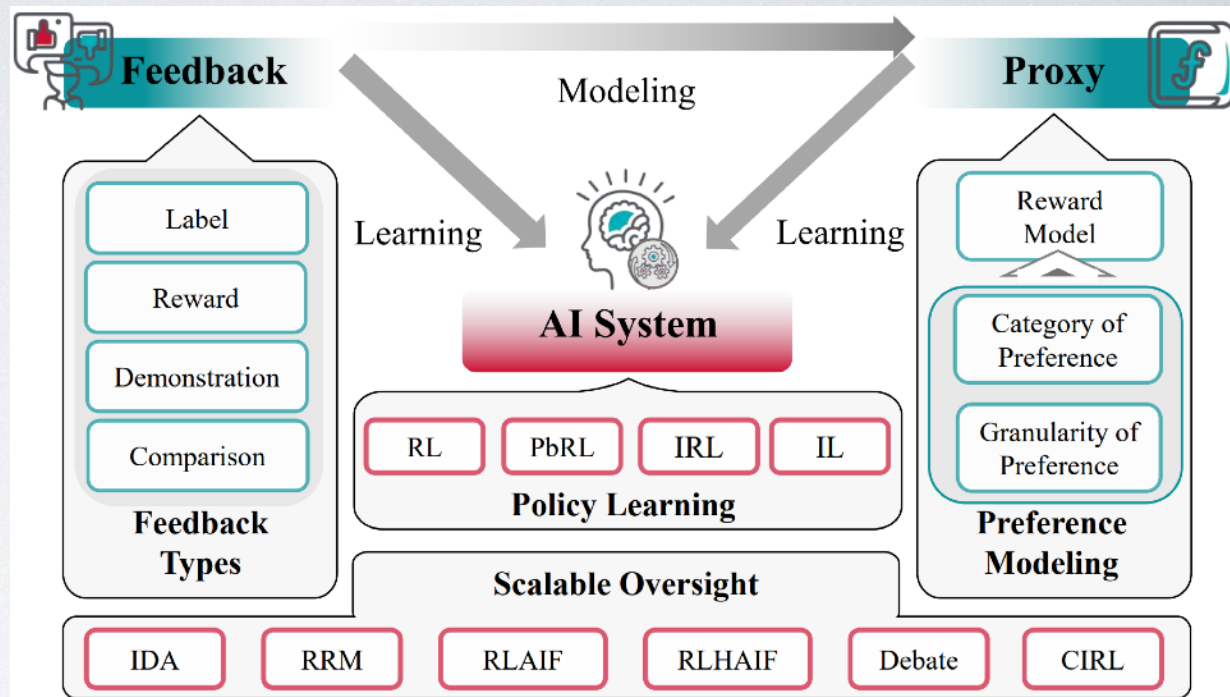 Feedback
Proxy
Modeling
Label
Reward
Demonstration
Comparison
Feedback
Types
Learning
Learning
AI System
RL
PbRL
IRL
IL
Policy Learning
Reward
Model
Category of
Preference
Granularity of
Preference
Preference
Modeling
Scalable Oversight
IDA
RRM
RLAIF
RLHAIF
Debate
CIRL